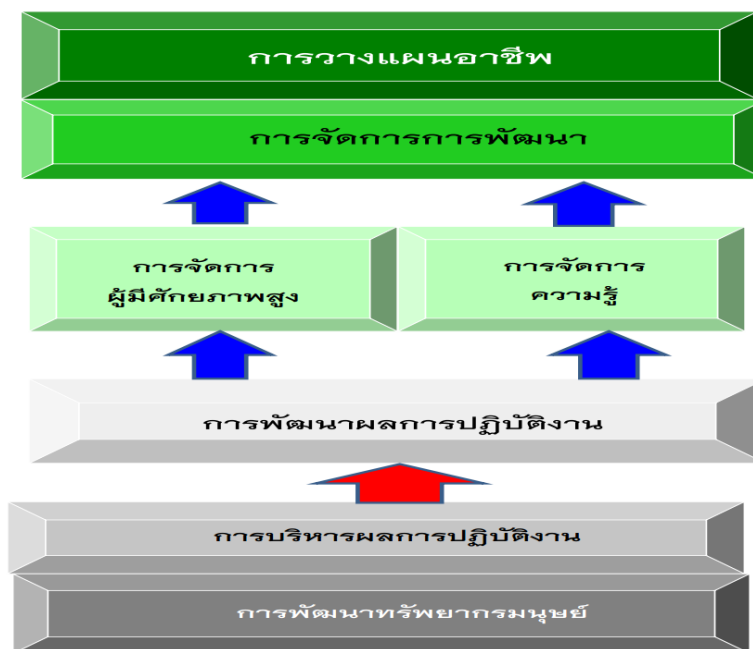 การวางแผนอาชีพ
การจัดการการพัฒนา
การจัดการ
ผู้มีศักยภาพสูง
การจัดการ
ความรู้
การพัฒนาผลการปฏิบัติงาน
การบริหารผลการปฏิบัติงาน
การพัฒนาทรัพยากรมนุษย์